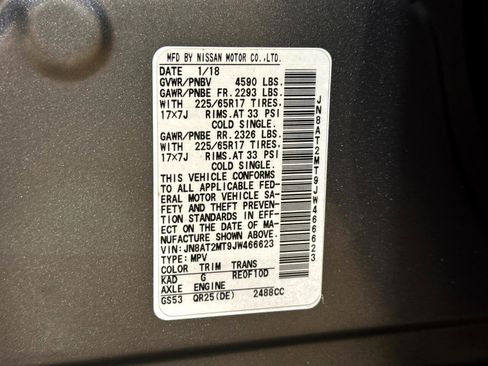 MFD BY NISSAN MOTOR CO.,LTD.
DATE 1/18
GVWR/PNBV 4590 LBS.
GAWR/PNBE FR. 2293 LBS.
WITH 225/65R17 TIRES.
17×7J RIMS.AT 33 PSI
COLD SINGLE.
GAWR/PNBE RR. 2326 LBS.
WITH 225/65R17 TIRES.
17×7J RIMS.AT 33 PSI
COLD SINGLE.
THIS VEHICLE CONFORMS
TO ALL APPLICABLE FED-
ERAL MOTOR VEHICLE SA-
FETY AND THEFT PREVEN-
TION STANDARDS IN EFF-
ECT ON THE DATE OF MA-
NUFACTURE SHOWN ABOVE.
VIN:JN8AT2MT9JW466623
TYPE:MPV
COLOR TRIM TRANS
KAD G RE0F10D
AXLE ENGINE
GS53 QR25(DE) 2488CC
JN8AT2MT9JW466623